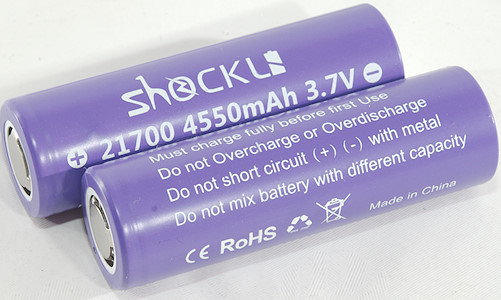 shOCKLI
⊕ 21700 4550mAh 3.7V ⊖
Must charge fully before first Use
Do not Overcharge or Overdischarge
Do not short circuit (+) (-) with metal
Do not mix battery with different capacity
CE RoHS
Made in China